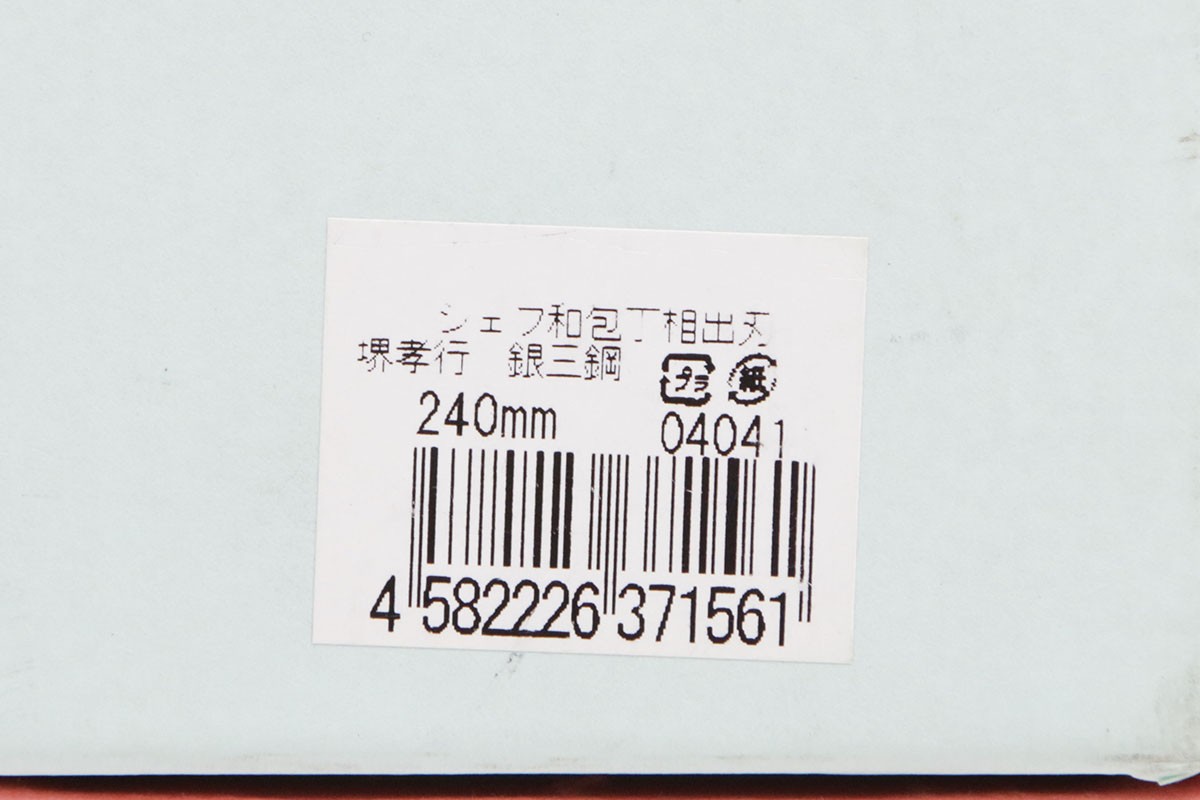 シェフ和包丁相出刃
堺孝行 銀三鋼
プラ 紙
240mm 04041
4 582226 371561